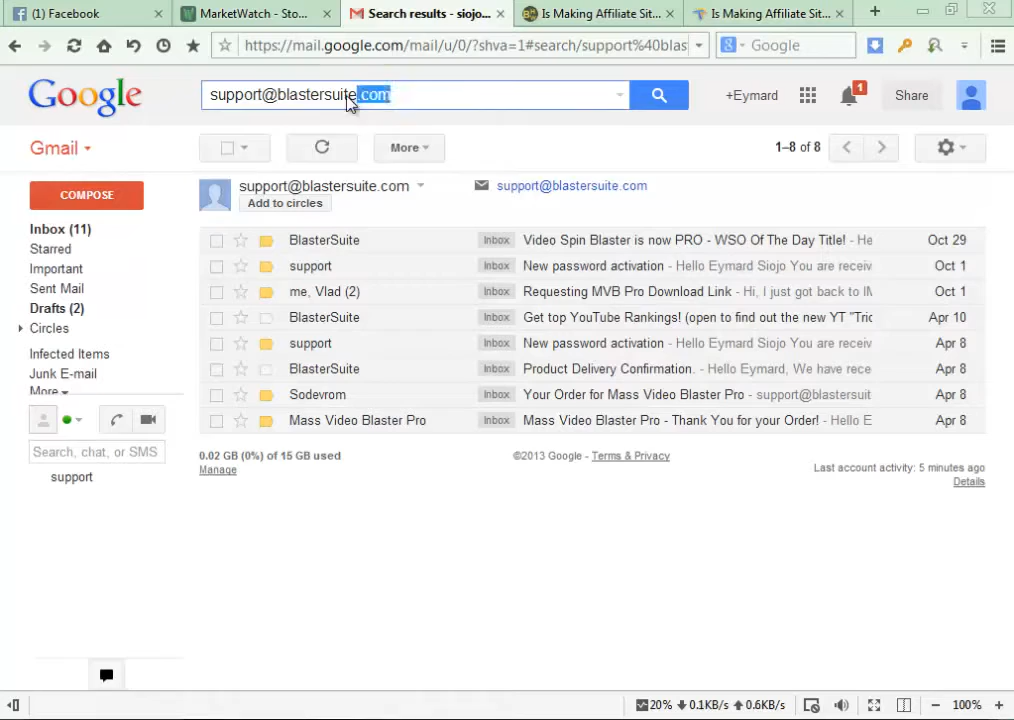 (1) Facebook
MarketWatch - Sto...
Search results - siojo...
Is Making Affiliate Sit...
Is Making Affiliate Sit...
https://mail.google.com/mail/u/0/?shva=1#search/support%40blas
Google
Google
support@blastersuite.com
+Eymard
1
Share
Gmail
More
1–8 of 8
COMPOSE
support@blastersuite.com
support@blastersuite.com
Add to circles
Inbox (11)
Starred
Important
Sent Mail
Drafts (2)
Circles
Infected Items
Junk E-mail
More
Search, chat, or SMS
support
BlasterSuite Inbox Video Spin Blaster is now PRO - WSO Of The Day Title! - He Oct 29
support Inbox New password activation - Hello Eymard Siojo You are receiv Oct 1
me, Vlad (2) Inbox Requesting MVB Pro Download Link - Hi, I just got back to IM Oct 1
BlasterSuite Inbox Get top YouTube Rankings! (open to find out the new YT "Tric Apr 10
support Inbox New password activation - Hello Eymard Siojo You are receiv Apr 8
BlasterSuite Inbox Product Delivery Confirmation. - Hello Eymard, We have rece Apr 8
Sodevrom Inbox Your Order for Mass Video Blaster Pro - support@blastersuit Apr 8
Mass Video Blaster Pro Inbox Mass Video Blaster Pro - Thank You for your Order! - Hello E Apr 8
0.02 GB (0%) of 15 GB used
Manage
©2013 Google - Terms & Privacy
Last account activity: 5 minutes ago
Details
20% 0.1KB/s 0.6KB/s
100%